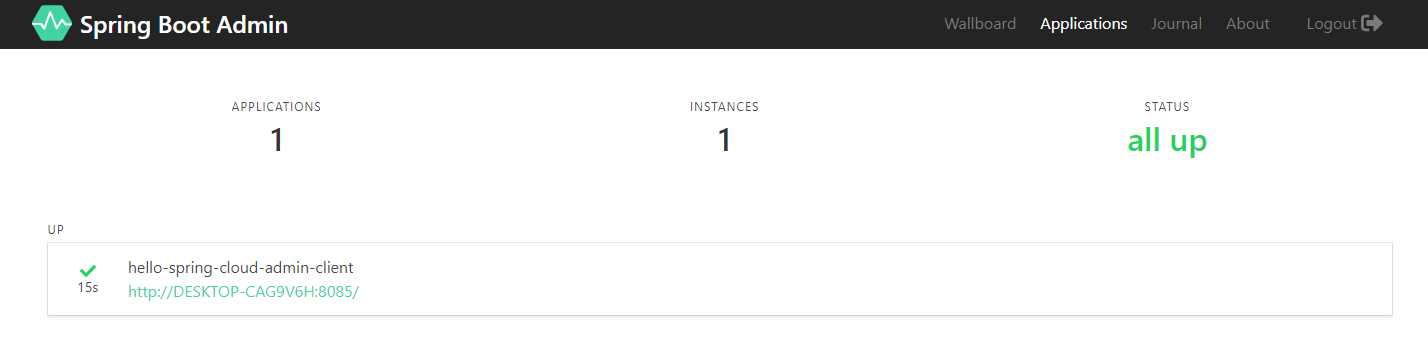 Spring Boot Admin Wallboard Applications Journal About Logout
APPLICATIONS INSTANCES STATUS
1 1 all up
UP
hello-spring-cloud-admin-client
15s http://DESKTOP-CAG9V6H:8085/